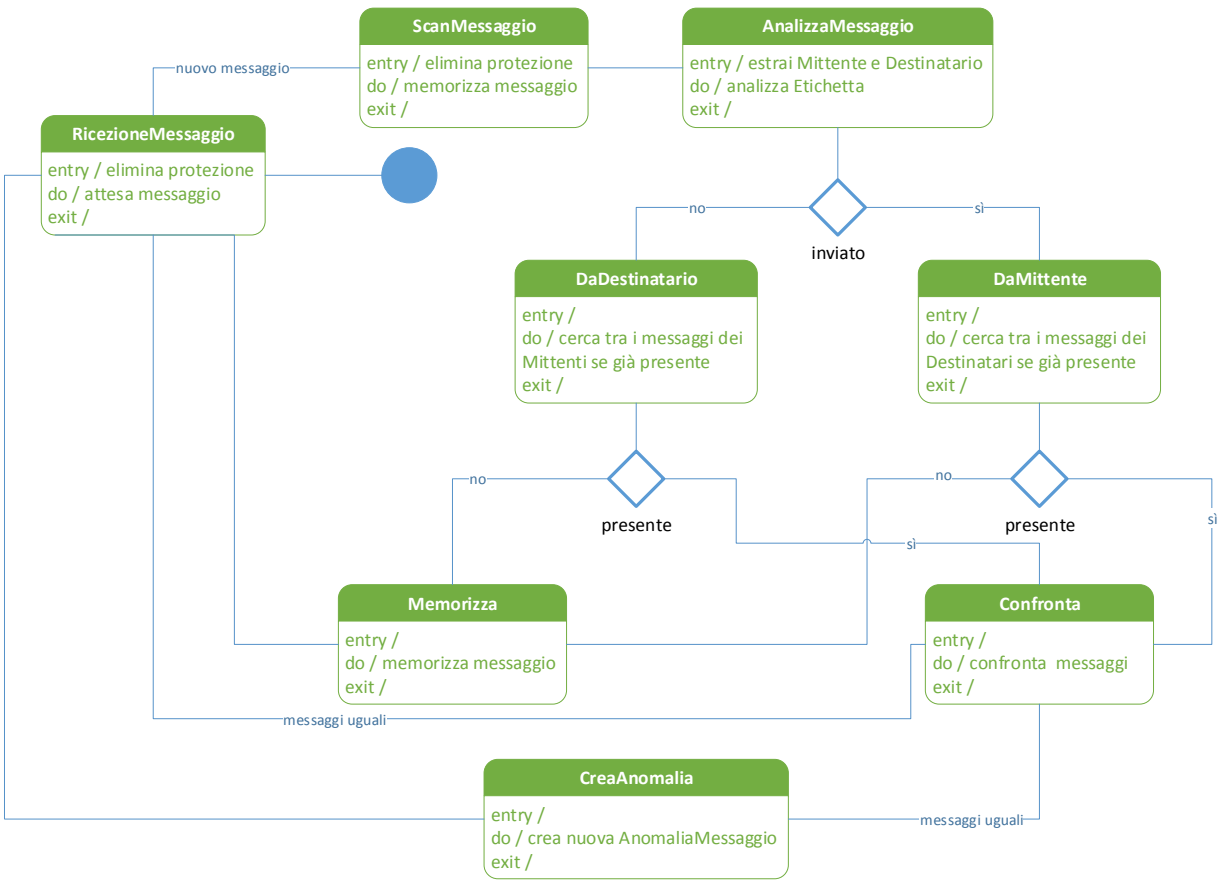 ScanMessaggio
entry / elimina protezione
do / memorizza messaggio
exit /
AnalizzaMessaggio
entry / estrai Mittente e Destinatario
do / analizza Etichetta
exit /
nuovo messaggio
RicezioneMessaggio
entry / elimina protezione
do / attesa messaggio
exit /
no
sì
inviato
DaDestinatario
entry /
do / cerca tra i messaggi dei
Mittenti se già presente
exit /
DaMittente
entry /
do / cerca tra i messaggi dei
Destinatari se già presente
exit /
no
presente
sì
no
presente
sì
Memorizza
entry /
do / memorizza messaggio
exit /
Confronta
entry /
do / confronta  messaggi
exit /
messaggi uguali
CreaAnomalia
entry /
do / crea nuova AnomaliaMessaggio
exit /
messaggi uguali